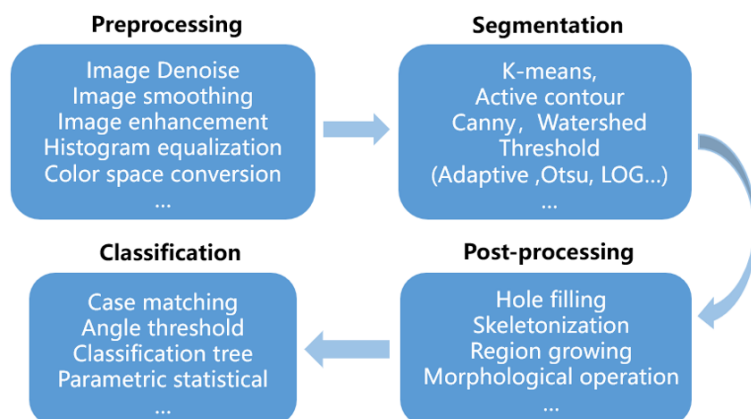 Preprocessing
Image Denoise
Image smoothing
Image enhancement
Histogram equalization
Color space conversion
...
Segmentation
K-means,
Active contour
Canny， Watershed
Threshold
(Adaptive ,Otsu, LOG...)
...
Post-processing
Hole filling
Skeletonization
Region growing
Morphological operation
...
Classification
Case matching
Angle threshold
Classification tree
Parametric statistical
...